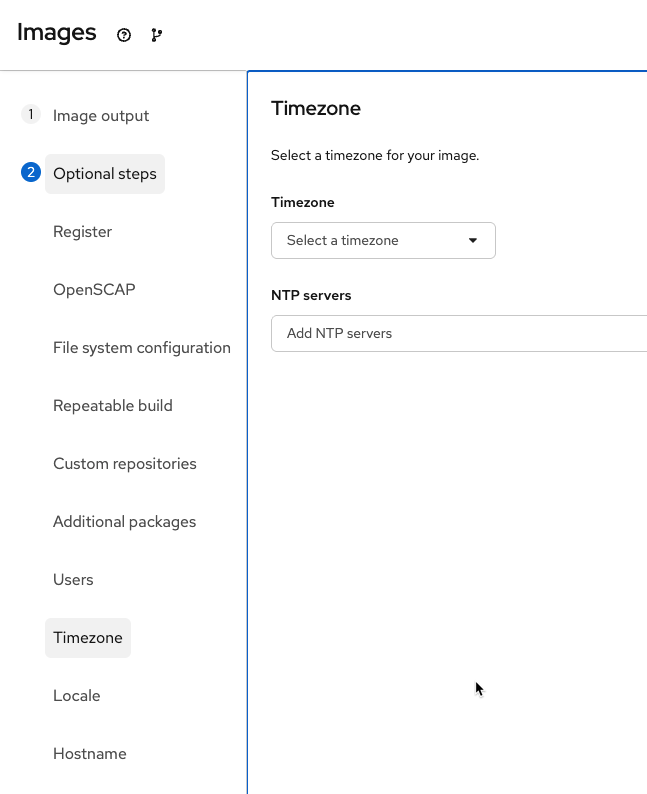 Images
1 Image output
2 Optional steps
Register
OpenSCAP
File system configuration
Repeatable build
Custom repositories
Additional packages
Users
Timezone
Locale
Hostname
Timezone
Select a timezone for your image.
Timezone
Select a timezone
NTP servers
Add NTP servers